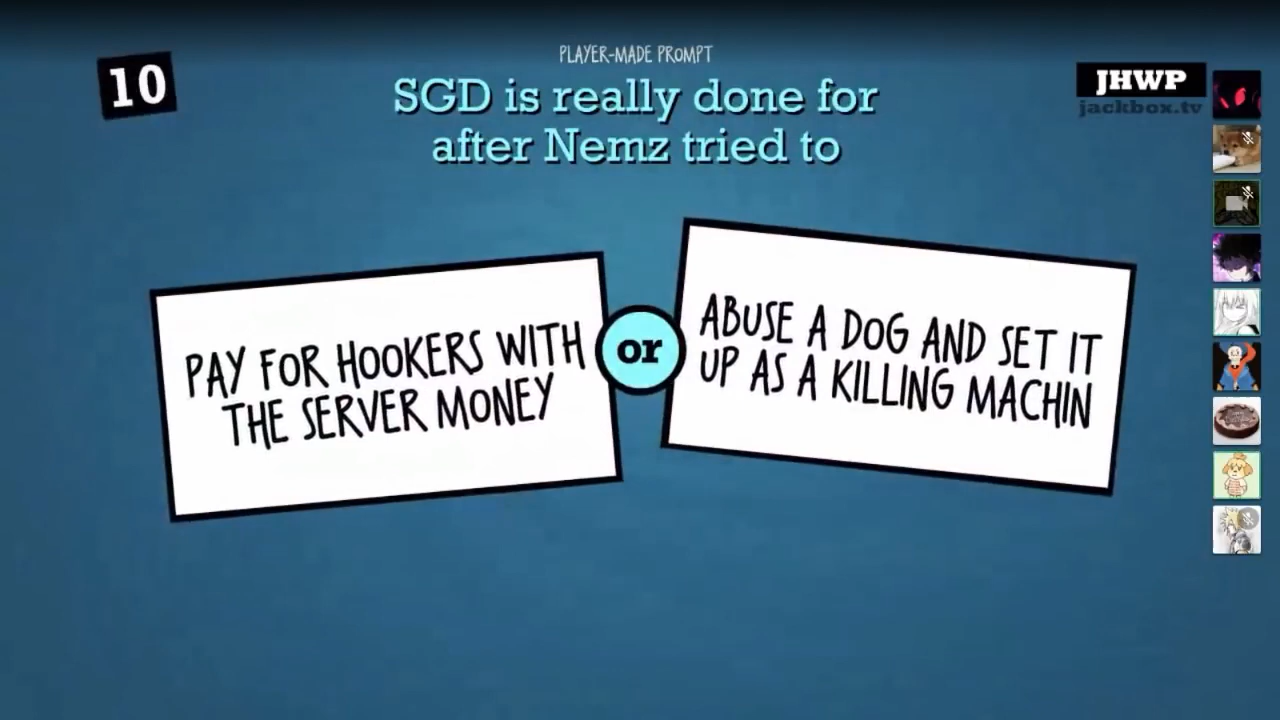 10
PLAYER-MADE PROMPT
SGD is really done for
after Nemz tried to
JHWP
jackbox.tv
PAY FOR HOOKERS WITH
THE SERVER MONEY
or
ABUSE A DOG AND SET IT
UP AS A KILLING MACHIN